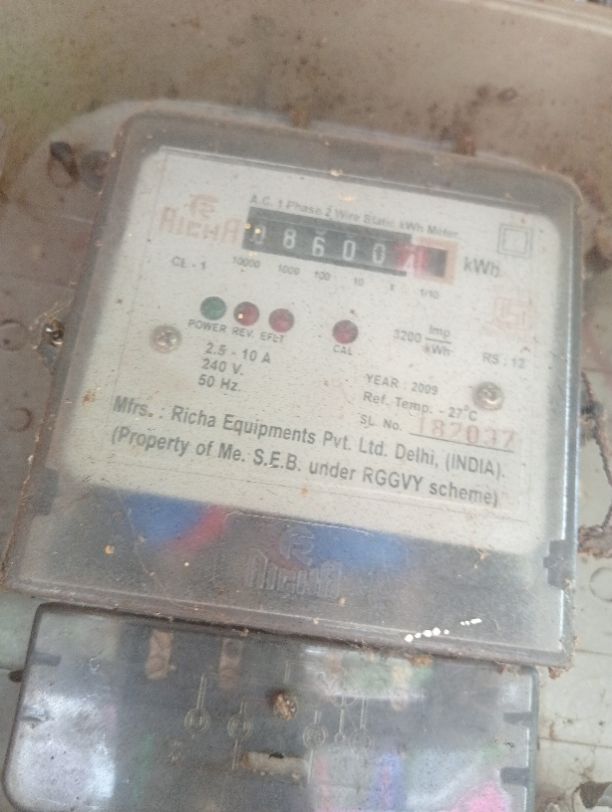 A.C. 1 Phase 2 Wire Static kWh Meter
RICHA
08600
kWh
CL - 1
10000 1000 100 10 1 1/10
POWER REV. EFLT
CAL
3200 Imp/kWh
RS : 12
2.5 - 10 A
240 V.
50 Hz.
YEAR : 2009
Ref. Temp. - 27°C
SL. No. 182037
Mfrs. : Richa Equipments Pvt. Ltd. Delhi, (INDIA).
(Property of Me. S.E.B. under RGGVY scheme)
RICHA